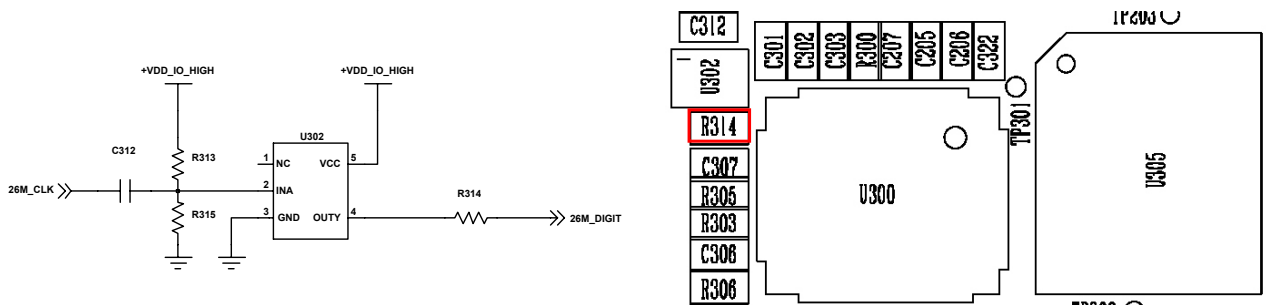 +VDD_IO_HIGH
+VDD_IO_HIGH
C312
R313
U302
1
NC
VCC
5
26M_CLK
2
INA
R315
3
GND
OUTY
4
R314
26M_DIGIT
C312
U302
R314
C307
R305
R303
C306
R306
C301
C302
C303
R300
C207
C205
C206
C322
U300
TP301
TP203
U305